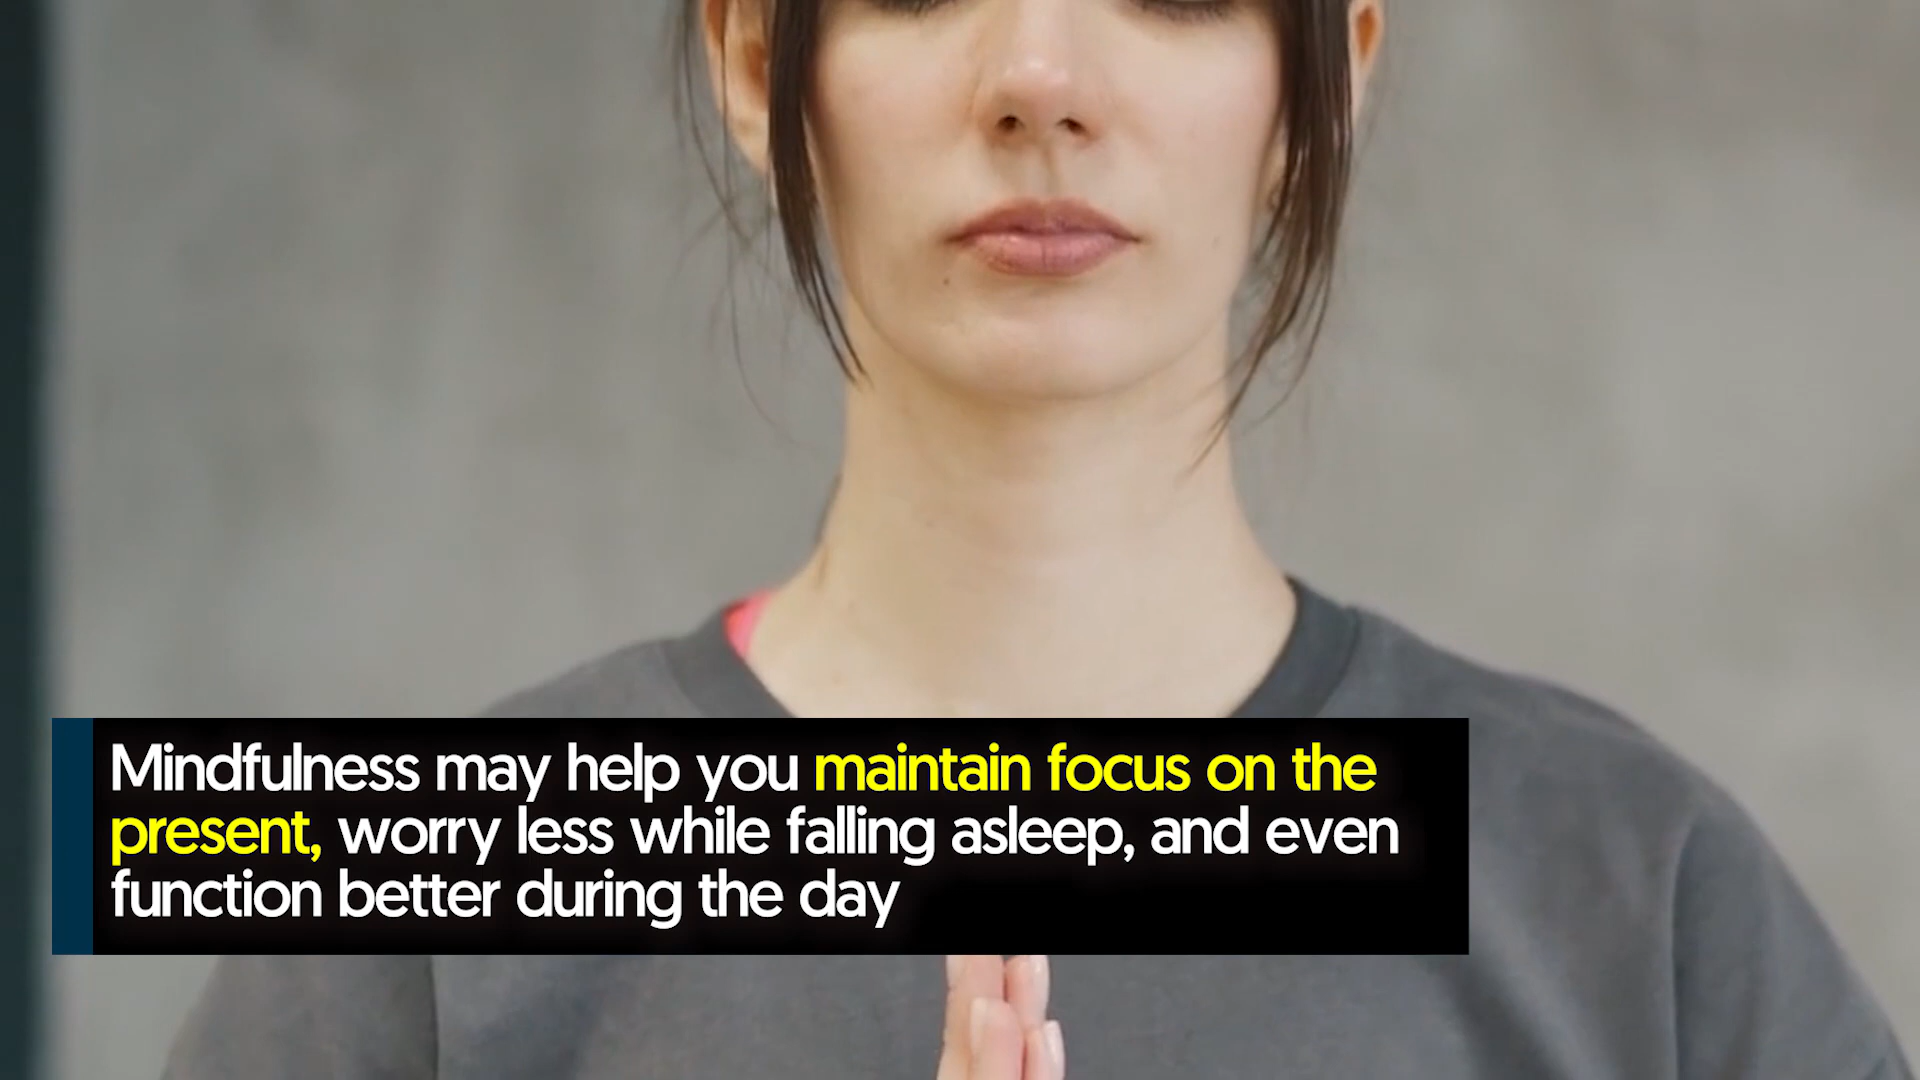 Mindfulness may help you maintain focus on the
present, worry less while falling asleep, and even
function better during the day